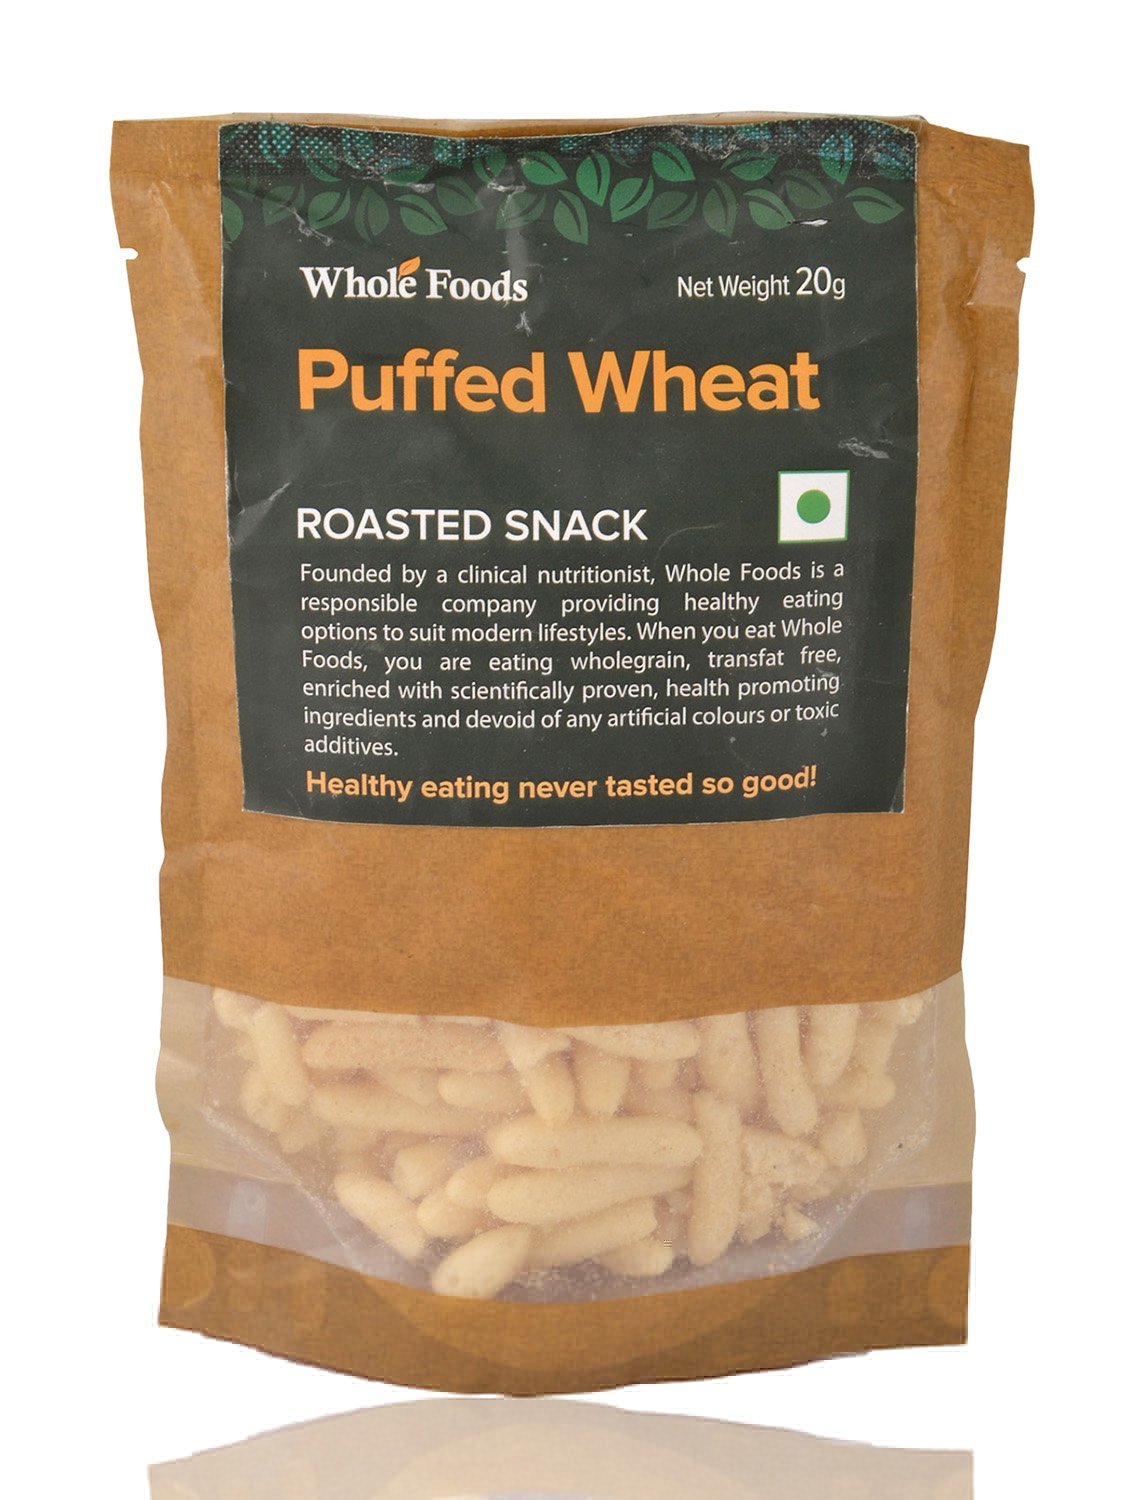 Whole Foods
Net Weight 20g
Puffed Wheat
ROASTED SNACK
Founded by a clinical nutritionist, Whole Foods is a
responsible company providing healthy eating
options to suit modern lifestyles. When you eat Whole
Foods, you are eating wholegrain, transfat free,
enriched with scientifically proven, health promoting
ingredients and devoid of any artificial colours or toxic
additives.
Healthy eating never tasted so good!